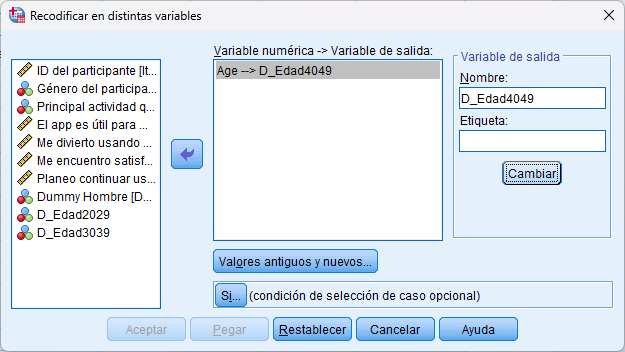 Recodificar en distintas variables
ID del participante [It...
Género del participa...
Principal actividad q...
El app es útil para ...
Me divierto usando ...
Me encuentro satisf...
Planeo continuar us...
Dummy Hombre [D...
D_Edad2029
D_Edad3039
Variable numérica -> Variable de salida:
Age --> D_Edad4049
Valores antiguos y nuevos...
Si... (condición de selección de caso opcional)
Variable de salida
Nombre:
D_Edad4049
Etiqueta:
Cambiar
Aceptar Pegar Restablecer Cancelar Ayuda